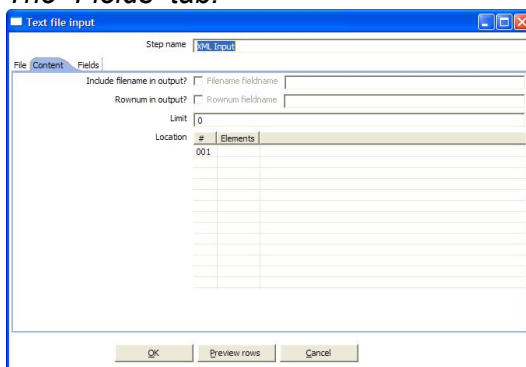 The "Fields" tab:
Text file input
Step name XML Input
File Content Fields
Include filename in output? Filename fieldname
Rownum in output? Rownum fieldname
Limit 0
Location # Elements
001
OK Preview rows Cancel